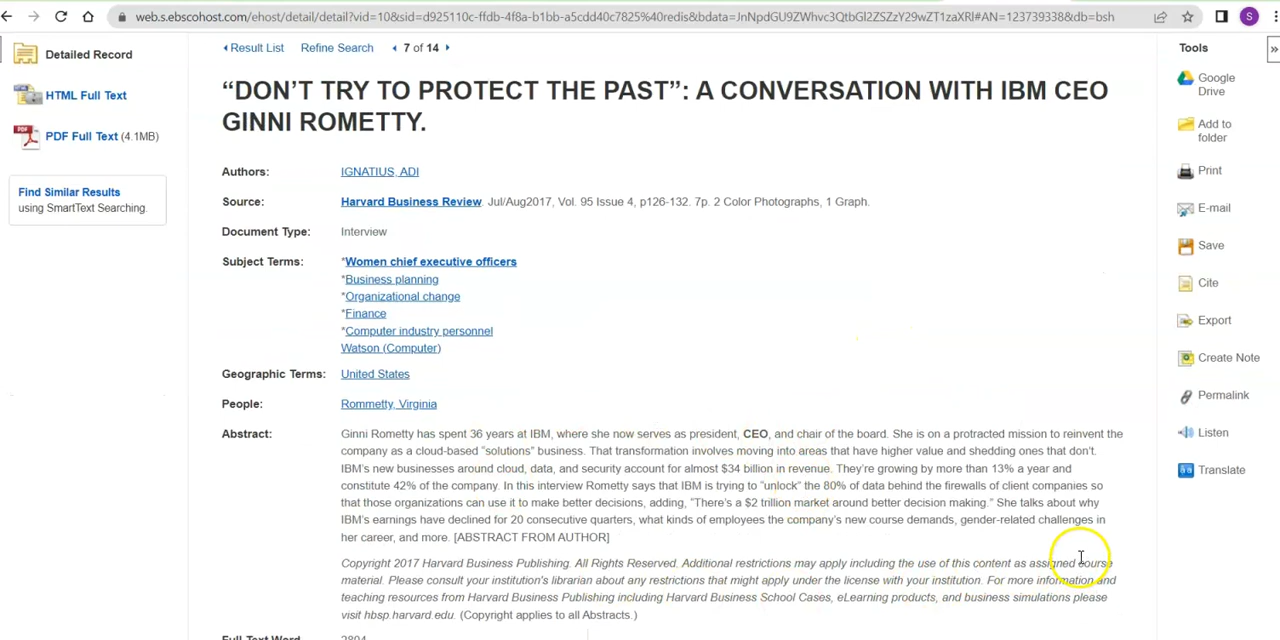 web.s.ebscohost.com/ehost/detail/detail?vid=10&sid=d925110c-ffdb-4f8a-b1bb-a5cdd40c7825%40redis&bdata=JnNpdGU9ZWhvc3QtbGl2ZSZzY29wZT1zaXRl#AN=123739338&db=bsh
S
Detailed Record
HTML Full Text
PDF Full Text (4.1MB)
Find Similar Results
using SmartText Searching.
Result List Refine Search 7 of 14
“DON’T TRY TO PROTECT THE PAST”: A CONVERSATION WITH IBM CEO
GINNI ROMETTY.
Authors: IGNATIUS, ADI
Source: Harvard Business Review. Jul/Aug2017, Vol. 95 Issue 4, p126-132. 7p. 2 Color Photographs, 1 Graph.
Document Type: Interview
Subject Terms: *Women chief executive officers
*Business planning
*Organizational change
*Finance
*Computer industry personnel
Watson (Computer)
Geographic Terms: United States
People: Rommetty, Virginia
Abstract: Ginni Rometty has spent 36 years at IBM, where she now serves as president, CEO, and chair of the board. She is on a protracted mission to reinvent the
company as a cloud-based “solutions” business. That transformation involves moving into areas that have higher value and shedding ones that don't.
IBM’s new businesses around cloud, data, and security account for almost $34 billion in revenue. They’re growing by more than 13% a year and
constitute 42% of the company. In this interview Rometty says that IBM is trying to “unlock” the 80% of data behind the firewalls of client companies so
that those organizations can use it to make better decisions, adding, “There’s a $2 trillion market around better decision making.” She talks about why
IBM’s earnings have declined for 20 consecutive quarters, what kinds of employees the company’s new course demands, gender-related challenges in
her career, and more. [ABSTRACT FROM AUTHOR]
Copyright 2017 Harvard Business Publishing. All Rights Reserved. Additional restrictions may apply including the use of this content as assigned course
material. Please consult your institution's librarian about any restrictions that might apply under the license with your institution. For more information and
teaching resources from Harvard Business Publishing including Harvard Business School Cases, eLearning products, and business simulations please
visit hbsp.harvard.edu. (Copyright applies to all Abstracts.)
Full Text Word 2804
Tools
Google
Drive
Add to
folder
Print
E-mail
Save
Cite
Export
Create Note
Permalink
Listen
Translate